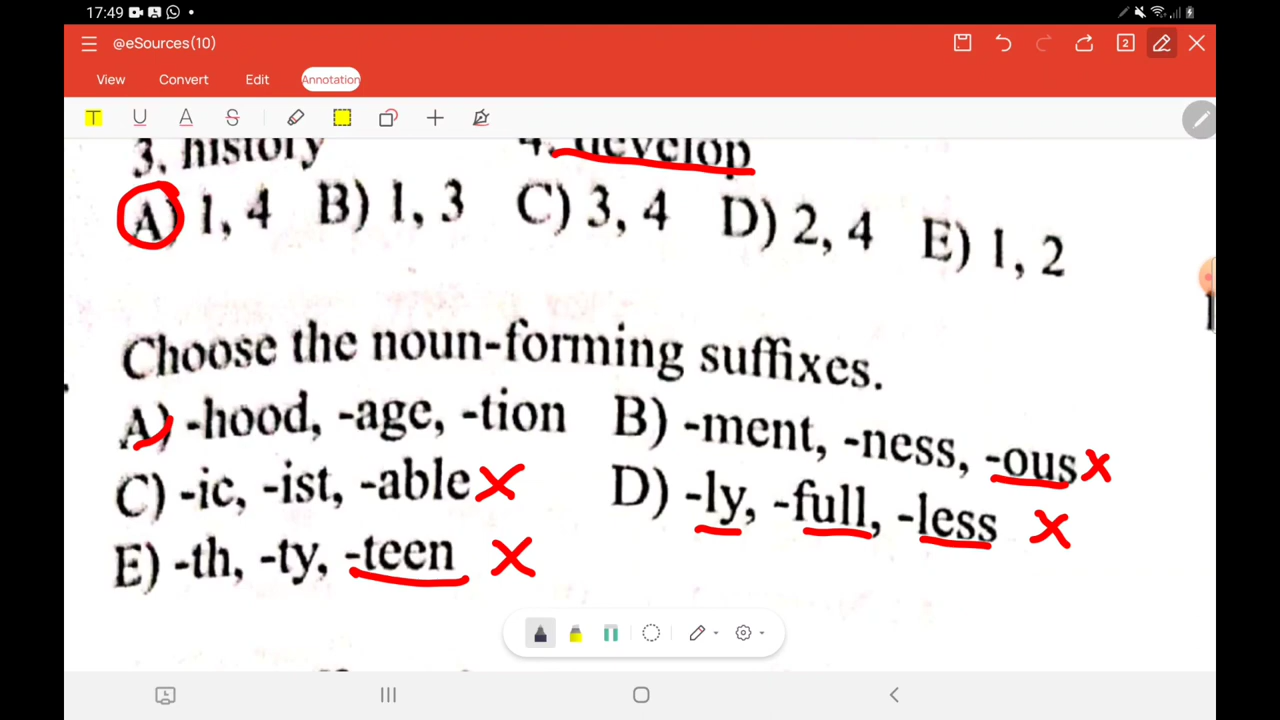 17:49
@eSources(10)
2
View Convert Edit Annotation
T U A S
3. history 4. develop
A) 1, 4 B) 1, 3 C) 3, 4 D) 2, 4 E) 1, 2
Choose the noun-forming suffixes.
A) -hood, -age, -tion B) -ment, -ness, -ous
C) -ic, -ist, -able D) -ly, -full, -less
E) -th, -ty, -teen